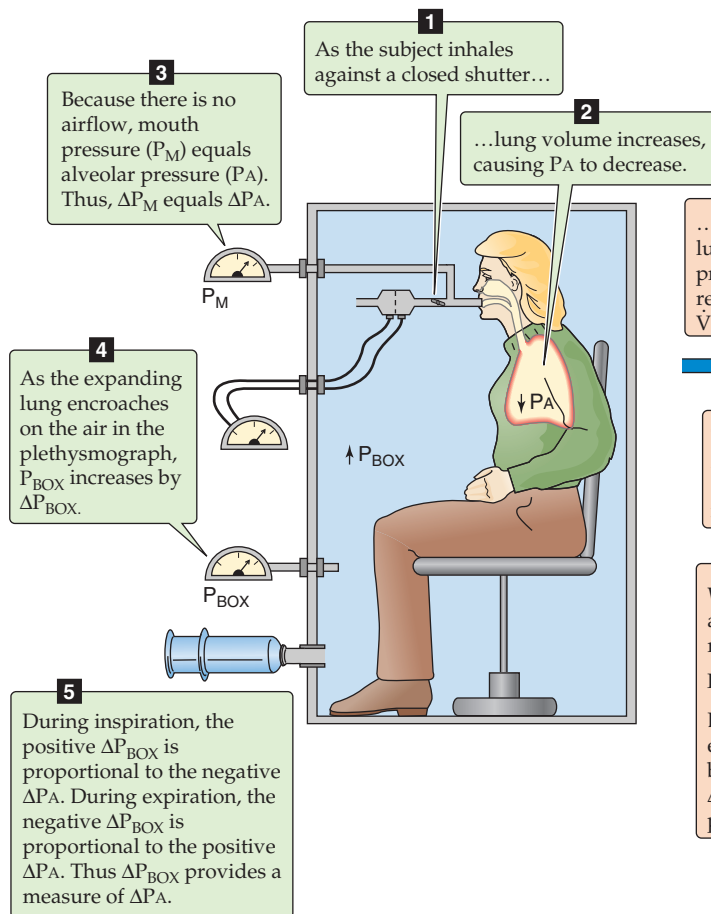 1
As the subject inhales
against a closed shutter…
2
…lung volume increases,
causing PA to decrease.
3
Because there is no
airflow, mouth
pressure (PM) equals
alveolar pressure (PA).
Thus, ΔPM equals ΔPA.
PM
4
As the expanding
lung encroaches
on the air in the
plethysmograph,
PBOX increases by
ΔPBOX.
↓ PA
↑ PBOX
PBOX
5
During inspiration, the
positive ΔPBOX is
proportional to the negative
ΔPA. During expiration, the
negative ΔPBOX is
proportional to the positive
ΔPA. Thus ΔPBOX provides a
measure of ΔPA.
…
lu
pr
re
V̇